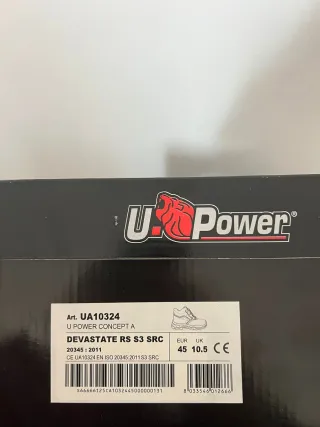 U.Power®
Art. UA10324
U POWER CONCEPT A
DEVASTATE RS S3 SRC
20345 : 2011
CE UA10324 EN ISO 20345:2011 S3 SRC
EUR UK
45 10.5 CE